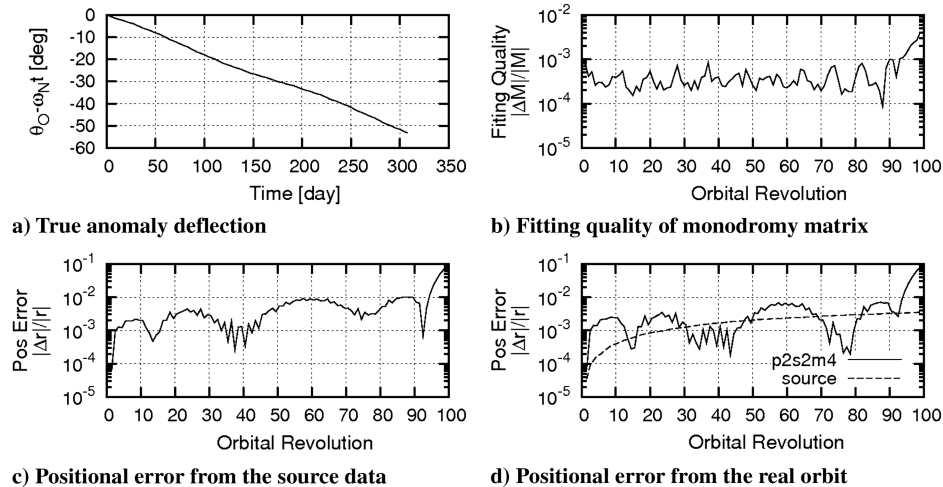 0
-10
-20
-30
-40
-50
-60
θO-ωNt [deg]
0 50 100 150 200 250 300 350
Time [day]
a) True anomaly deflection
10-2
10-3
10-4
10-5
Fitting Quality
|ΔM|/|M|
0 10 20 30 40 50 60 70 80 90 100
Orbital Revolution
b) Fitting quality of monodromy matrix
10-1
10-2
10-3
10-4
10-5
Pos Error
|Δr|/|r|
0 10 20 30 40 50 60 70 80 90 100
Orbital Revolution
c) Positional error from the source data
10-1
10-2
10-3
10-4
10-5
Pos Error
|Δr|/|r|
p2s2m4
source
0 10 20 30 40 50 60 70 80 90 100
Orbital Revolution
d) Positional error from the real orbit